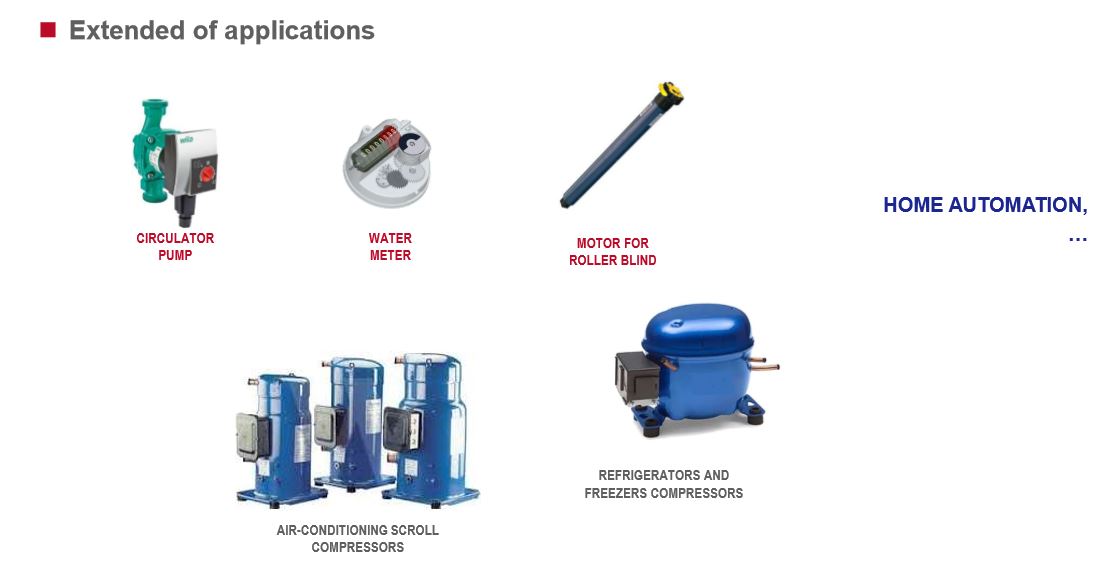 Extended of applications
wilo
CIRCULATOR
PUMP
WATER
METER
MOTOR FOR
ROLLER BLIND
HOME AUTOMATION,
...
REFRIGERATORS AND
FREEZERS COMPRESSORS
AIR-CONDITIONING SCROLL
COMPRESSORS